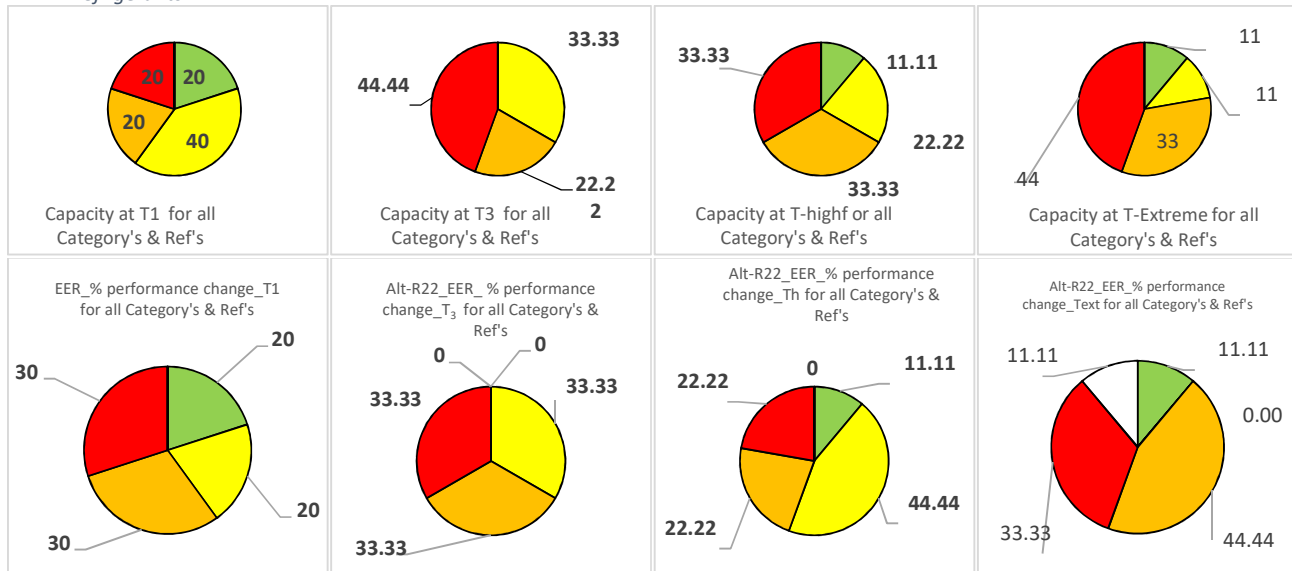 20
20
20
40
Capacity at T1 for all
Category's & Ref's
33.33
44.44
22.2
2
Capacity at T3 for all
Category's & Ref's
33.33
11.11
22.22
33.33
Capacity at T-highf or all
Category's & Ref's
11
11
33
44
Capacity at T-Extreme for all
Category's & Ref's
EER_% performance change_T1
for all Category's & Ref's
20
30
20
30
Alt-R22_EER_ % performance
change_T₃ for all Category's &
Ref's
0
0
33.33
33.33
33.33
Alt-R22_EER_% performance
change_Th for all Category's &
Ref's
0
11.11
22.22
44.44
22.22
Alt-R22_EER_% performance
change_Text for all Category's & Ref's
11.11
11.11
0.00
33.33
44.44